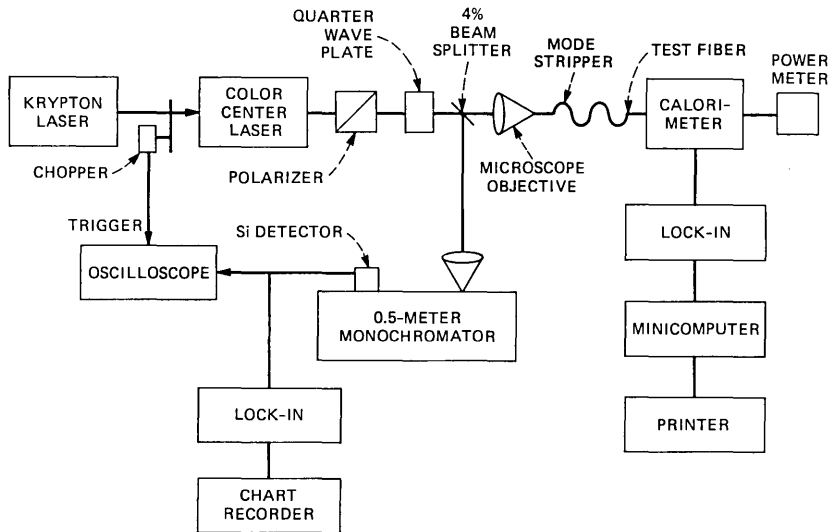 KRYPTON
LASER
CHOPPER
TRIGGER
OSCILLOSCOPE
COLOR
CENTER
LASER
POLARIZER
QUARTER
WAVE
PLATE
4%
BEAM
SPLITTER
MICROSCOPE
OBJECTIVE
MODE
STRIPPER
TEST FIBER
CALORI-
METER
POWER
METER
Si DETECTOR
0.5-METER
MONOCHROMATOR
LOCK-IN
CHART
RECORDER
LOCK-IN
MINICOMPUTER
PRINTER